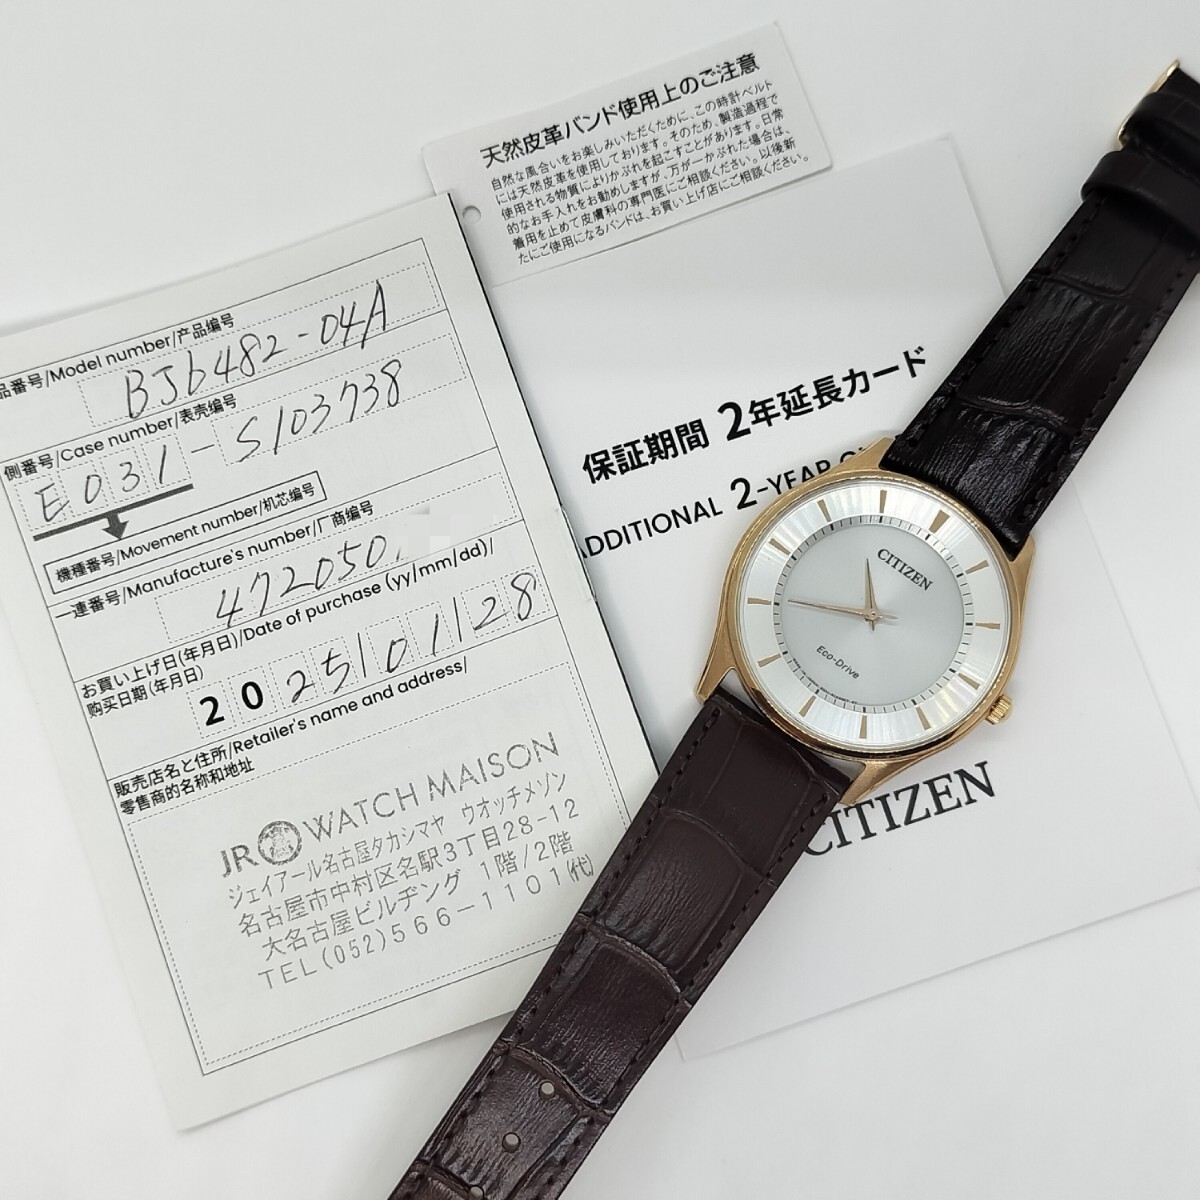 天然皮革バンド使用上のご注意
自然な風合いをお楽しみいただくために、この時計ベルト
には天然皮革を使用しております。そのため、製造過程で
使用される物質によりかぶれを起こすことがあります。日常
的なお手入れをお勧めしますが、万が一かぶれた場合は、
着用を止めて皮膚科の専門医にご相談ください。以後新
たにご使用になるバンドは、お買い上げ店にご相談ください。
品番号/Model number/产品编号
BJ6482-04A
側番号/Case number/表壳编号
E031-S103738
機種番号/Movement number/机芯编号
一連番号/Manufacture's number/厂商编号
4720501
お買い上げ日(年月日)/Date of purchase (yy/mm/dd)/
购买日期(年月日)
2025/01/28
販売店名と住所/Retailer's name and address/
零售商的名称和地址
JR WATCH MAISON
ジェイアール名古屋タカシマヤ ウオッチメゾン
名古屋市中村区名駅3丁目28-12
大名古屋ビルヂング 1階/2階
TEL(052)566-1101(代)
保証期間 2年延長カード
ADDITIONAL 2-YEAR
CITIZEN
CITIZEN
Eco-Drive